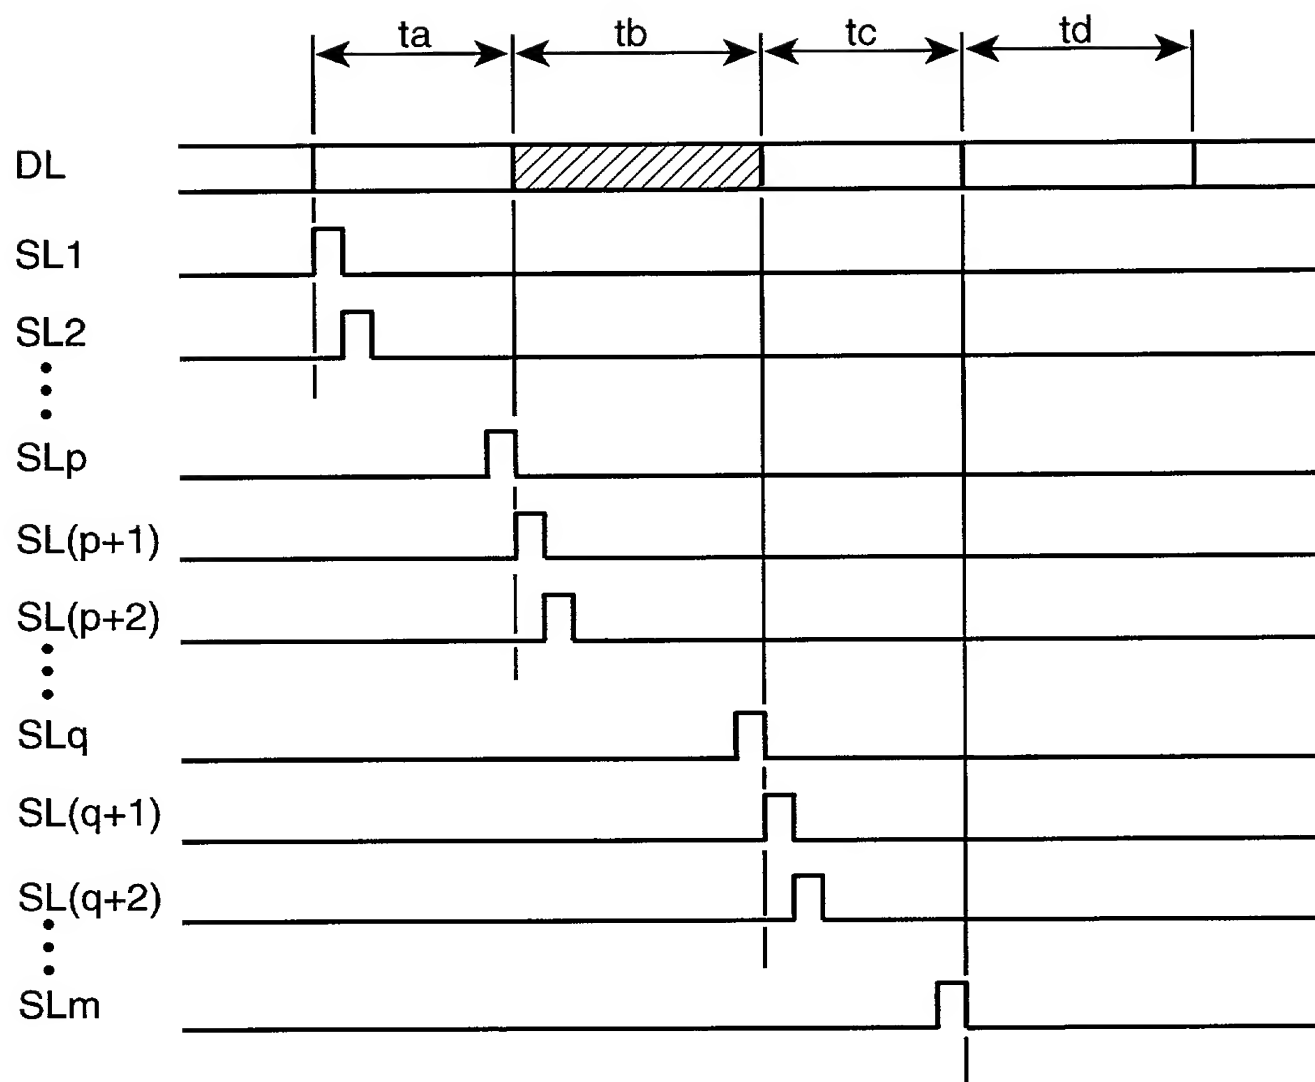 ta tb tc td
DL
SL1
SL2
SLp
SL(p+1)
SL(p+2)
SLq
SL(q+1)
SL(q+2)
SLm